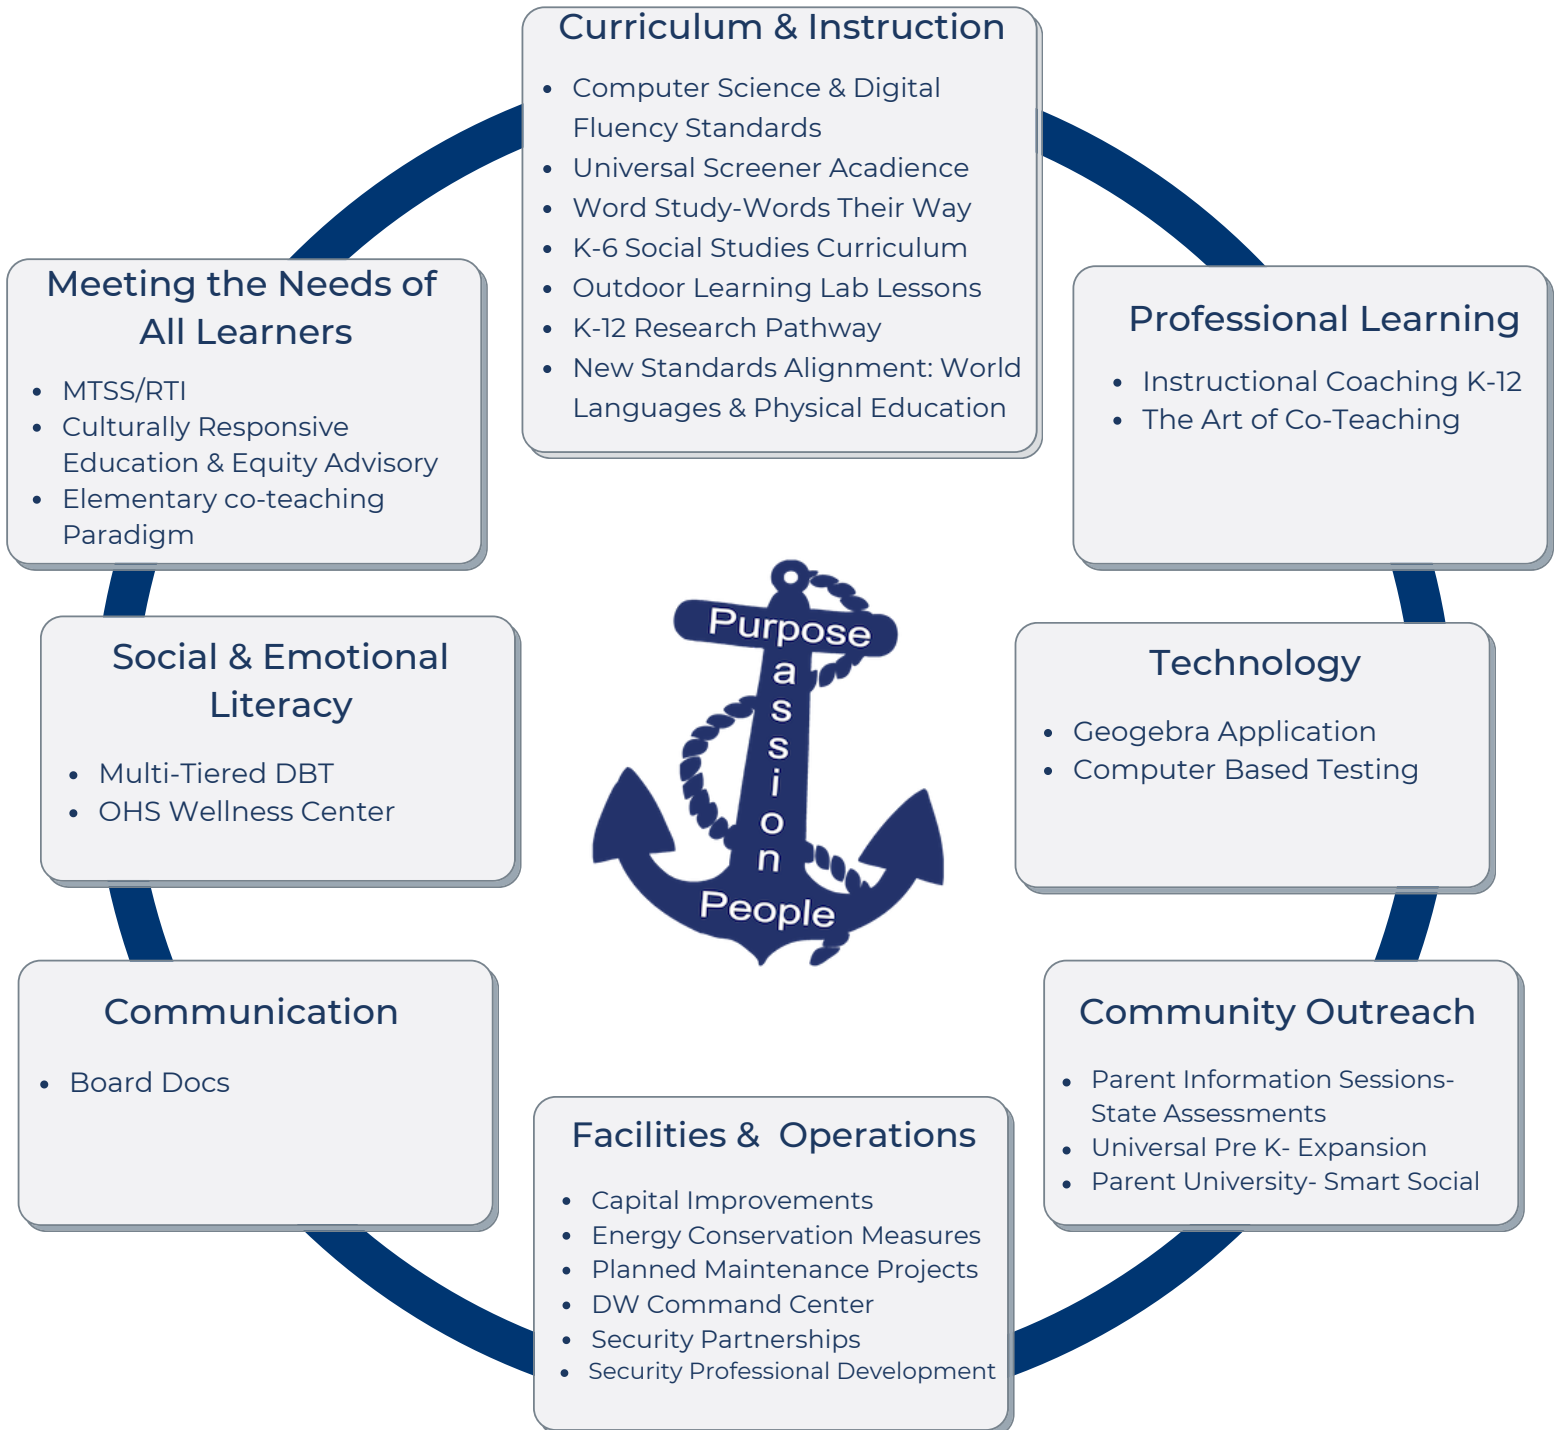 Curriculum & Instruction
• Computer Science & Digital
Fluency Standards
• Universal Screener Acadience
• Word Study-Words Their Way
• K-6 Social Studies Curriculum
• Outdoor Learning Lab Lessons
• K-12 Research Pathway
• New Standards Alignment: World
Languages & Physical Education
Meeting the Needs of
All Learners
• MTSS/RTI
• Culturally Responsive
Education & Equity Advisory
• Elementary co-teaching
Paradigm
Professional Learning
• Instructional Coaching K-12
• The Art of Co-Teaching
Purpose
a
s
s
i
o
n
People
Social & Emotional
Literacy
• Multi-Tiered DBT
• OHS Wellness Center
Technology
• Geogebra Application
• Computer Based Testing
Communication
• Board Docs
Community Outreach
• Parent Information Sessions-
State Assessments
• Universal Pre K- Expansion
• Parent University- Smart Social
Facilities & Operations
• Capital Improvements
• Energy Conservation Measures
• Planned Maintenance Projects
• DW Command Center
• Security Partnerships
• Security Professional Development